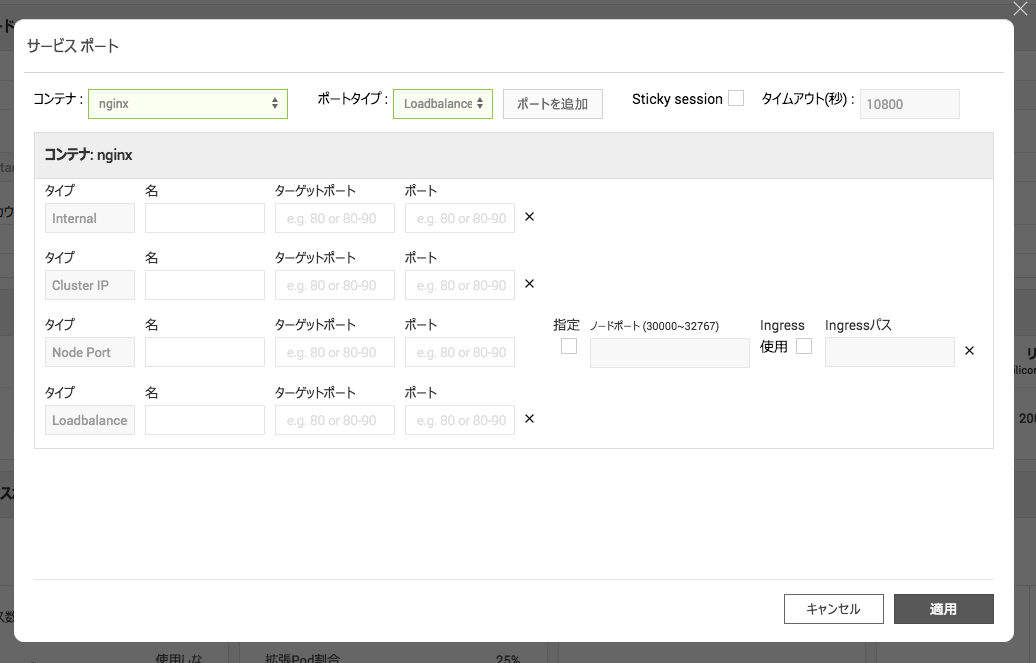 サービス ポート
コンテナ : nginx ポートタイプ : Loadbalance ポートを追加 Sticky session タイムアウト(秒) : 10800
コンテナ: nginx
タイプ 名 ターゲットポート ポート
Internal e.g. 80 or 80-90 e.g. 80 or 80-90 ×
タイプ 名 ターゲットポート ポート
Cluster IP e.g. 80 or 80-90 e.g. 80 or 80-90 ×
タイプ 名 ターゲットポート ポート 指定 ノードポート (30000~32767) Ingress 使用 Ingressパス
Node Port e.g. 80 or 80-90 e.g. 80 or 80-90 ×
タイプ 名 ターゲットポート ポート
Loadbalance e.g. 80 or 80-90 e.g. 80 or 80-90 ×
キャンセル 適用
使用しな 拡張Pod割合 25%